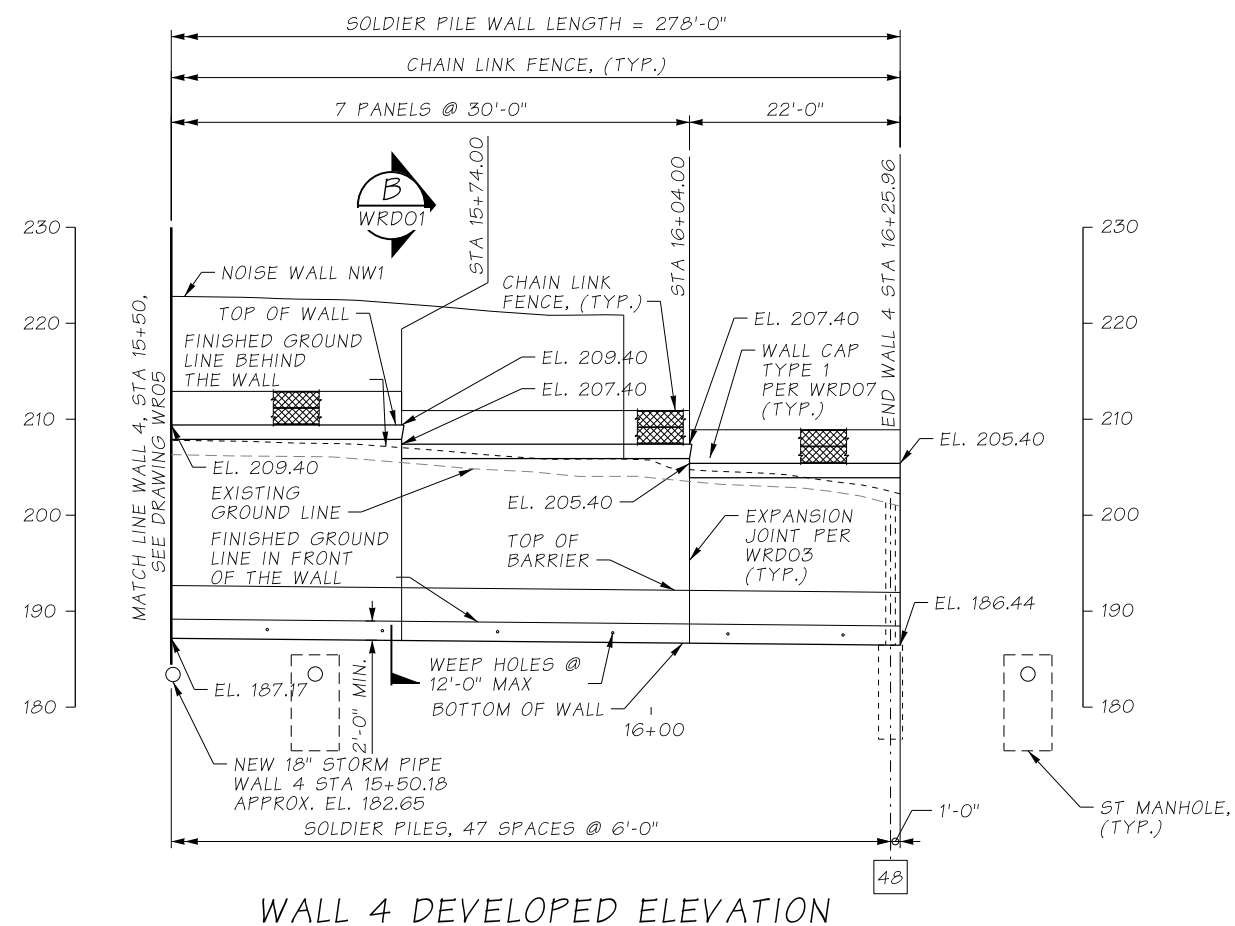 SOLDIER PILE WALL LENGTH = 278'-0"
CHAIN LINK FENCE, (TYP.)
7 PANELS @ 30'-0"
22'-0"
B
WRD01
STA 15+74.00
STA 16+04.00
END WALL 4 STA 16+25.96
230
220
210
200
190
180
230
220
210
200
190
180
MATCH LINE WALL 4, STA 15+50,
SEE DRAWING WR05
NOISE WALL NW1
TOP OF WALL
FINISHED GROUND
LINE BEHIND
THE WALL
CHAIN LINK
FENCE, (TYP.)
EL. 209.40
EL. 207.40
EL. 207.40
WALL CAP
TYPE 1
PER WRD07
(TYP.)
EL. 205.40
EL. 209.40
EXISTING
GROUND LINE
EL. 205.40
FINISHED GROUND
LINE IN FRONT
OF THE WALL
TOP OF
BARRIER
EXPANSION
JOINT PER
WRD03
(TYP.)
EL. 186.44
EL. 187.17
2'-0" MIN.
WEEP HOLES @
12'-0" MAX
BOTTOM OF WALL
16+00
NEW 18" STORM PIPE
WALL 4 STA 15+50.18
APPROX. EL. 182.65
ST MANHOLE,
(TYP.)
SOLDIER PILES, 47 SPACES @ 6'-0"
1'-0"
48
WALL 4 DEVELOPED ELEVATION